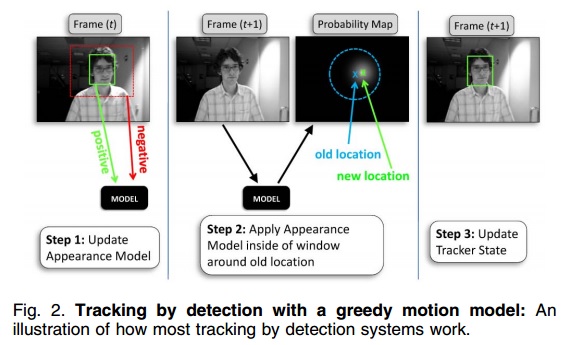 Frame (t)
positive
negative
MODEL
Step 1: Update
Appearance Model
Frame (t+1)
Probability Map
old location
new location
MODEL
Step 2: Apply Appearance
Model inside of window
around old location
Frame (t+1)
Step 3: Update
Tracker State
Fig. 2. Tracking by detection with a greedy motion model: An
illustration of how most tracking by detection systems work.